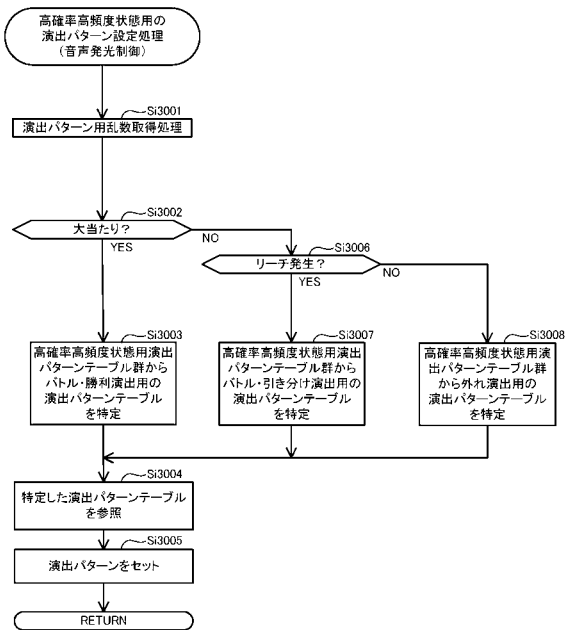 高確率高頻度状態用の
演出パターン設定処理
(音声発光制御)
Si3001
演出パターン用乱数取得処理
Si3002
大当たり?
NO
YES
Si3006
リーチ発生?
NO
YES
Si3003
高確率高頻度状態用演出
パターンテーブル群から
バトル・勝利演出用の
演出パターンテーブル
を特定
Si3007
高確率高頻度状態用演出
パターンテーブル群から
バトル・引き分け演出用の
演出パターンテーブル
を特定
Si3008
高確率高頻度状態用演
出パターンテーブル群
から外れ演出用の
演出パターンテーブル
を特定
Si3004
特定した演出パターンテーブル
を参照
Si3005
演出パターンをセット
RETURN